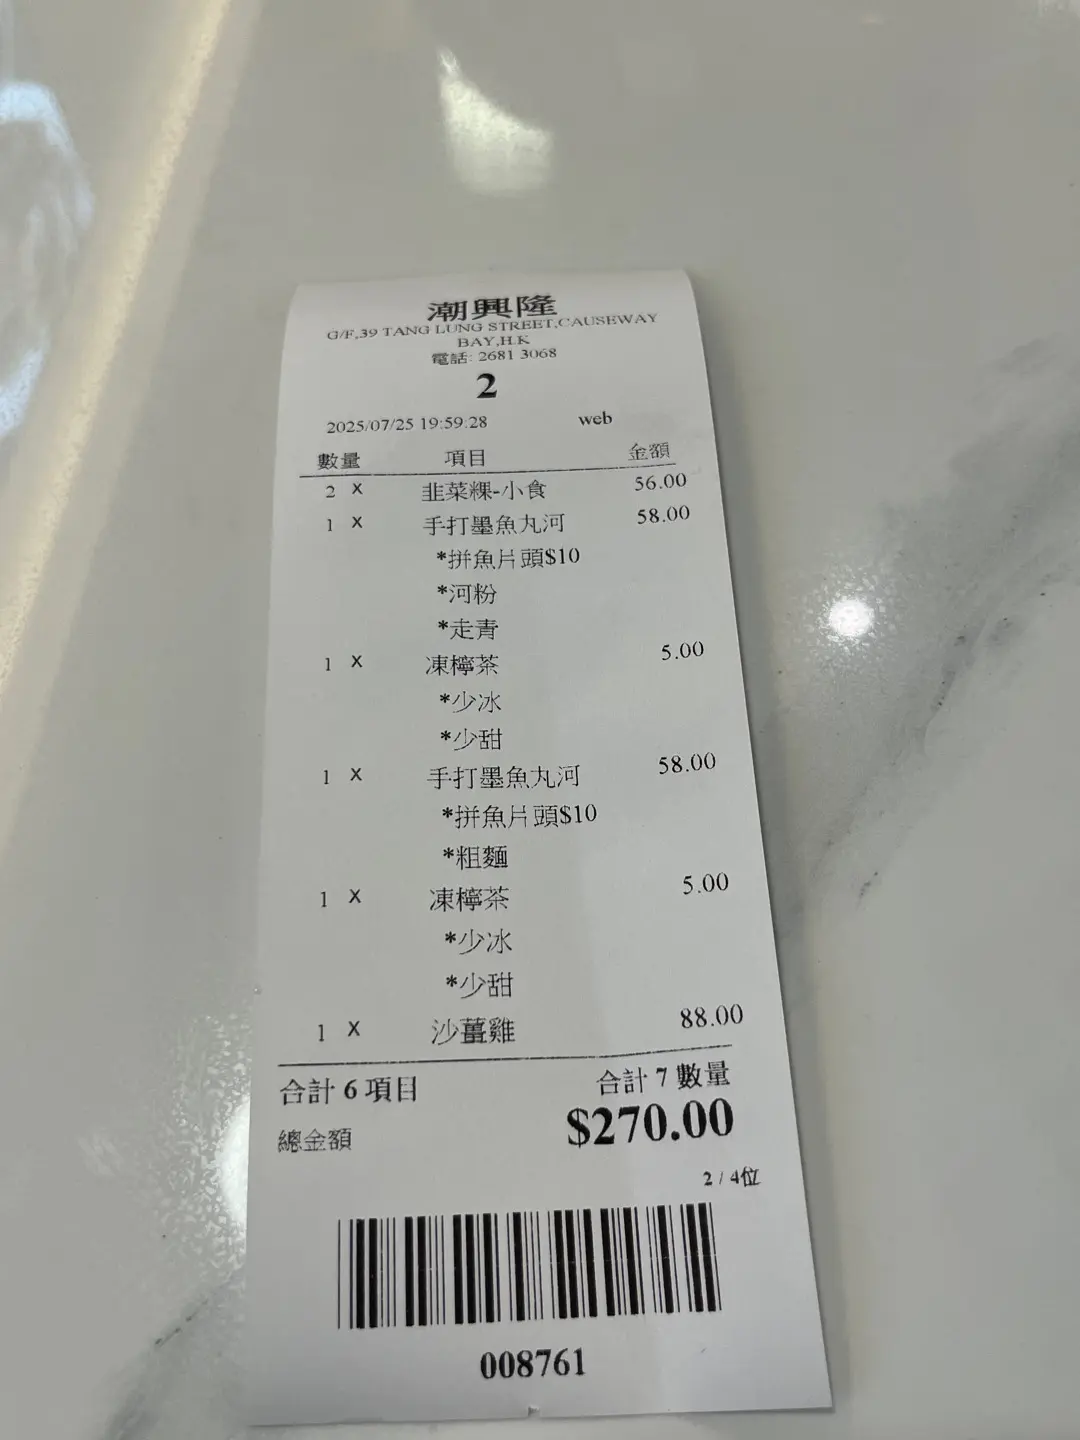 潮興隆
G/F,39 TANG LUNG STREET,CAUSEWAY
BAY,H.K
電話: 2681 3068
2
2025/07/25 19:59:28 web
數量 項目 金額
2 X 韭菜粿-小食 56.00
1 X 手打墨魚丸河 58.00
*拼魚片頭$10
*河粉
*走青
1 X 凍檸茶 5.00
*少冰
*少甜
1 X 手打墨魚丸河 58.00
*拼魚片頭$10
*粗麵
1 X 凍檸茶 5.00
*少冰
*少甜
1 X 沙薑雞 88.00
合計 6 項目 合計 7 數量
總金額 $270.00
2 / 4位
008761